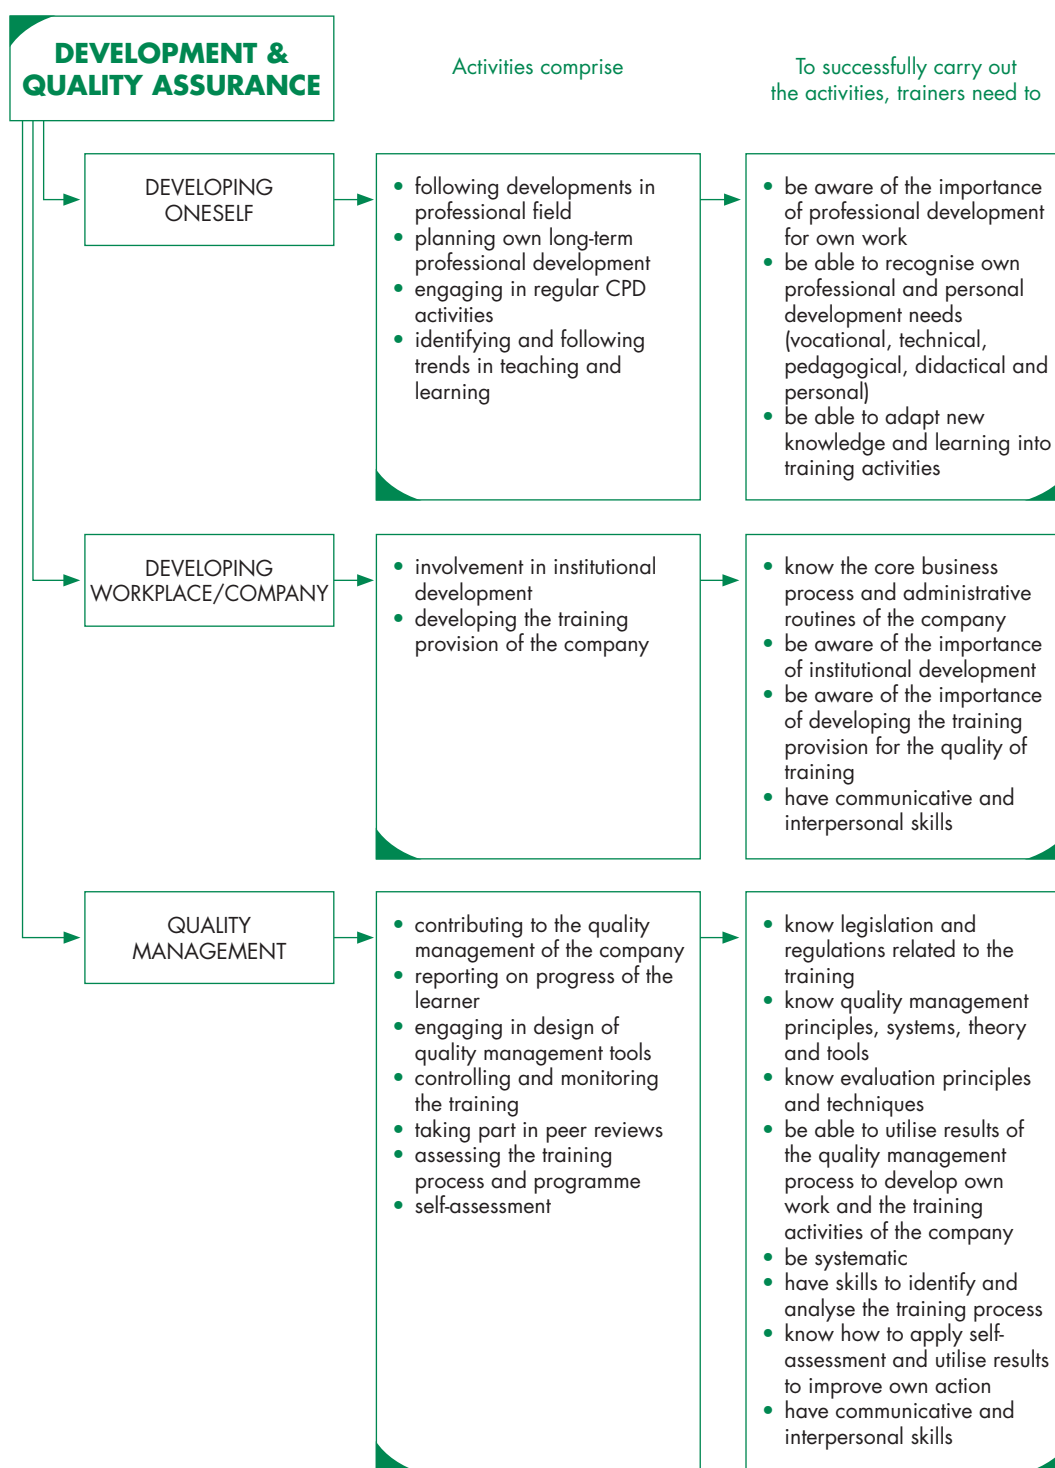 DEVELOPMENT &
QUALITY ASSURANCE
Activities comprise
To successfully carry out
the activities, trainers need to
DEVELOPING
ONESELF
• following developments in
professional field
• planning own long-term
professional development
• engaging in regular CPD
activities
• identifying and following
trends in teaching and
learning
• be aware of the importance
of professional development
for own work
• be able to recognise own
professional and personal
development needs
(vocational, technical,
pedagogical, didactical and
personal)
• be able to adapt new
knowledge and learning into
training activities
DEVELOPING
WORKPLACE/COMPANY
• involvement in institutional
development
• developing the training
provision of the company
• know the core business
process and administrative
routines of the company
• be aware of the importance
of institutional development
• be aware of the importance
of developing the training
provision for the quality of
training
• have communicative and
interpersonal skills
QUALITY
MANAGEMENT
• contributing to the quality
management of the company
• reporting on progress of the
learner
• engaging in design of
quality management tools
• controlling and monitoring
the training
• taking part in peer reviews
• assessing the training
process and programme
• self-assessment
• know legislation and
regulations related to the
training
• know quality management
principles, systems, theory
and tools
• know evaluation principles
and techniques
• be able to utilise results of
the quality management
process to develop own
work and the training
activities of the company
• be systematic
• have skills to identify and
analyse the training process
• know how to apply self-
assessment and utilise results
to improve own action
• have communicative and
interpersonal skills